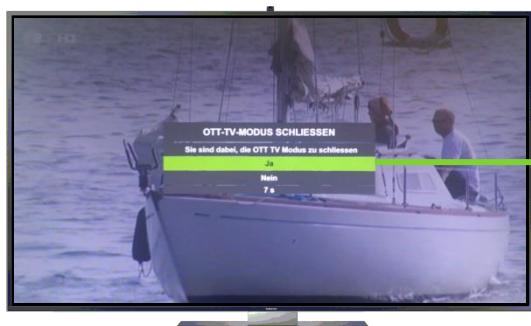 OTT-TV-MODUS SCHLIESSEN
Sie sind dabei, die OTT TV Modus zu schliessen
Ja
Nein
7 s